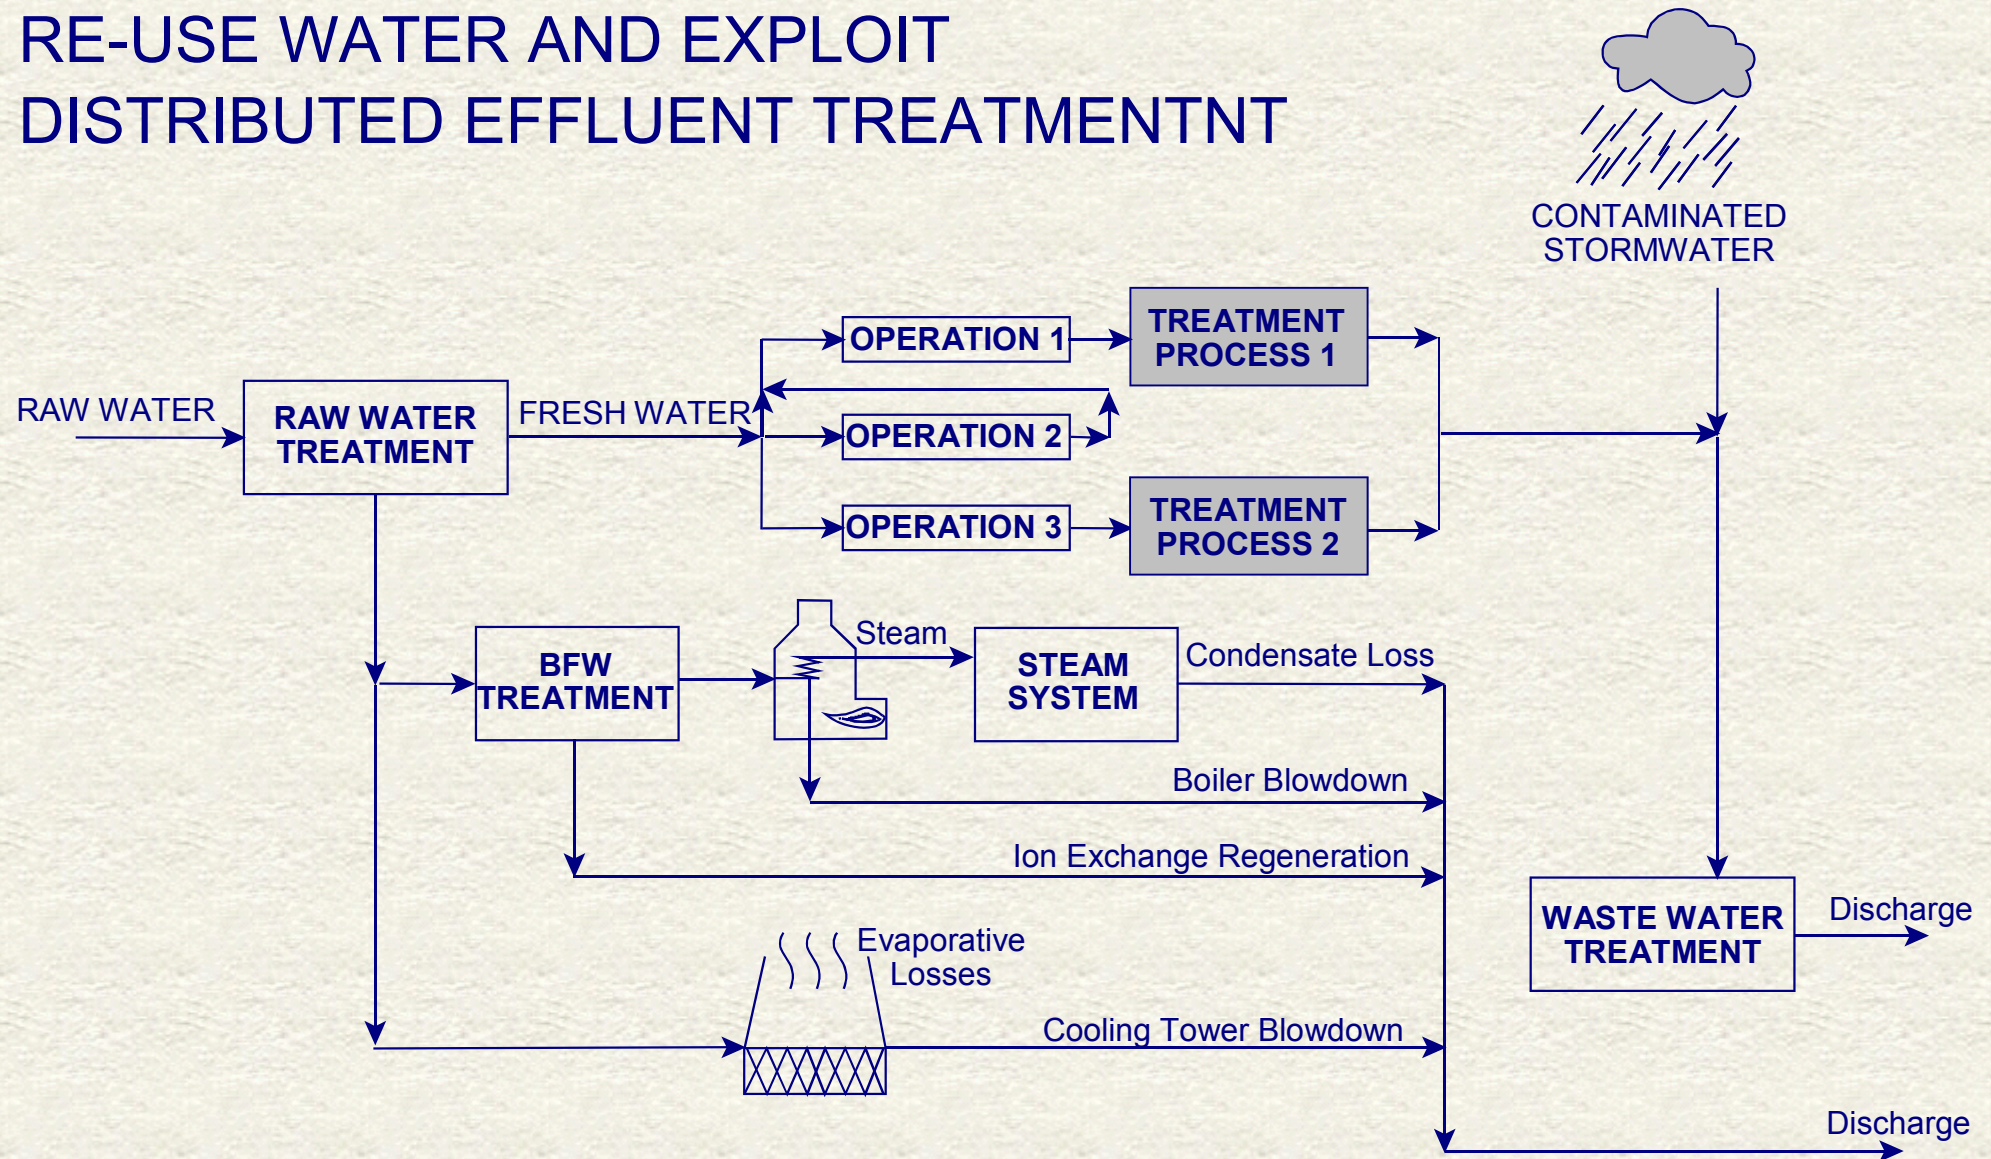 RE-USE WATER AND EXPLOIT
DISTRIBUTED EFFLUENT TREATMENTNT
CONTAMINATED
STORMWATER
RAW WATER
RAW WATER
TREATMENT
FRESH WATER
OPERATION 1
TREATMENT
PROCESS 1
OPERATION 2
OPERATION 3
TREATMENT
PROCESS 2
BFW
TREATMENT
Steam
STEAM
SYSTEM
Condensate Loss
Boiler Blowdown
Ion Exchange Regeneration
Evaporative
Losses
Cooling Tower Blowdown
WASTE WATER
TREATMENT
Discharge
Discharge